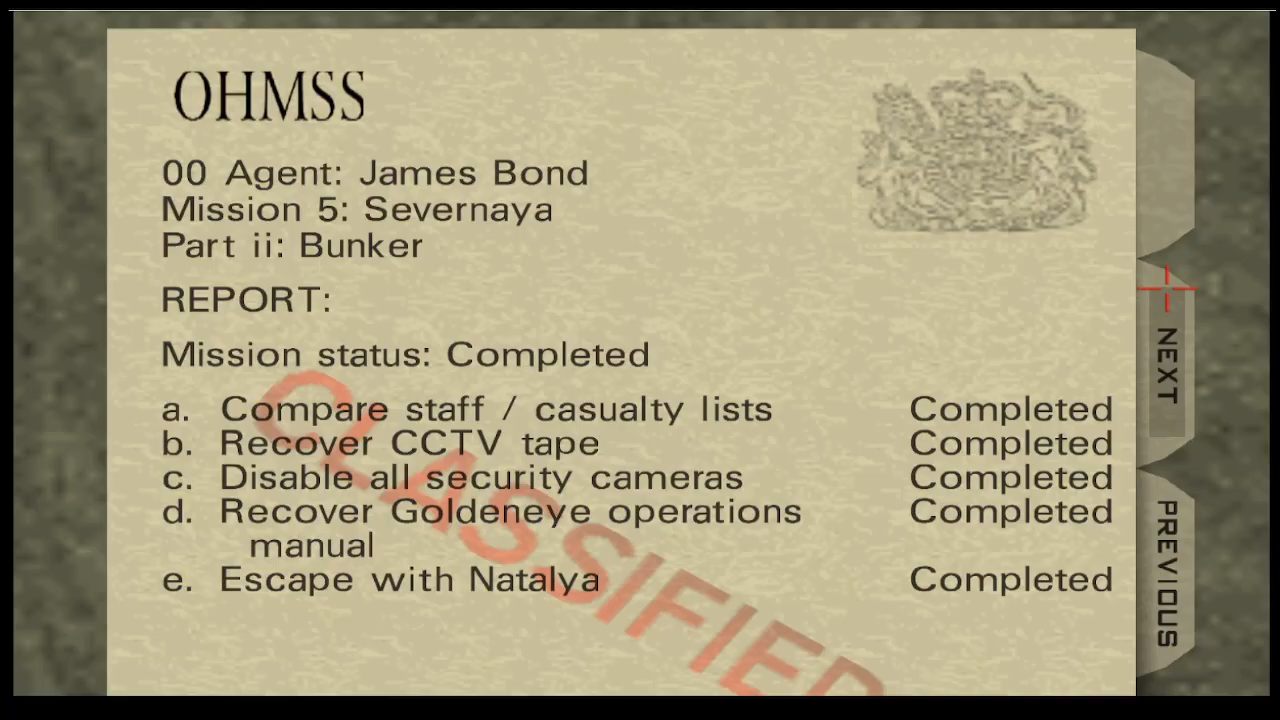 OHMSS
00 Agent: James Bond
Mission 5: Severnaya
Part ii: Bunker
REPORT:
Mission status: Completed
a. Compare staff / casualty lists Completed
b. Recover CCTV tape Completed
c. Disable all security cameras Completed
d. Recover Goldeneye operations Completed
manual
e. Escape with Natalya Completed
CLASSIFIED
NEXT
PREVIOUS